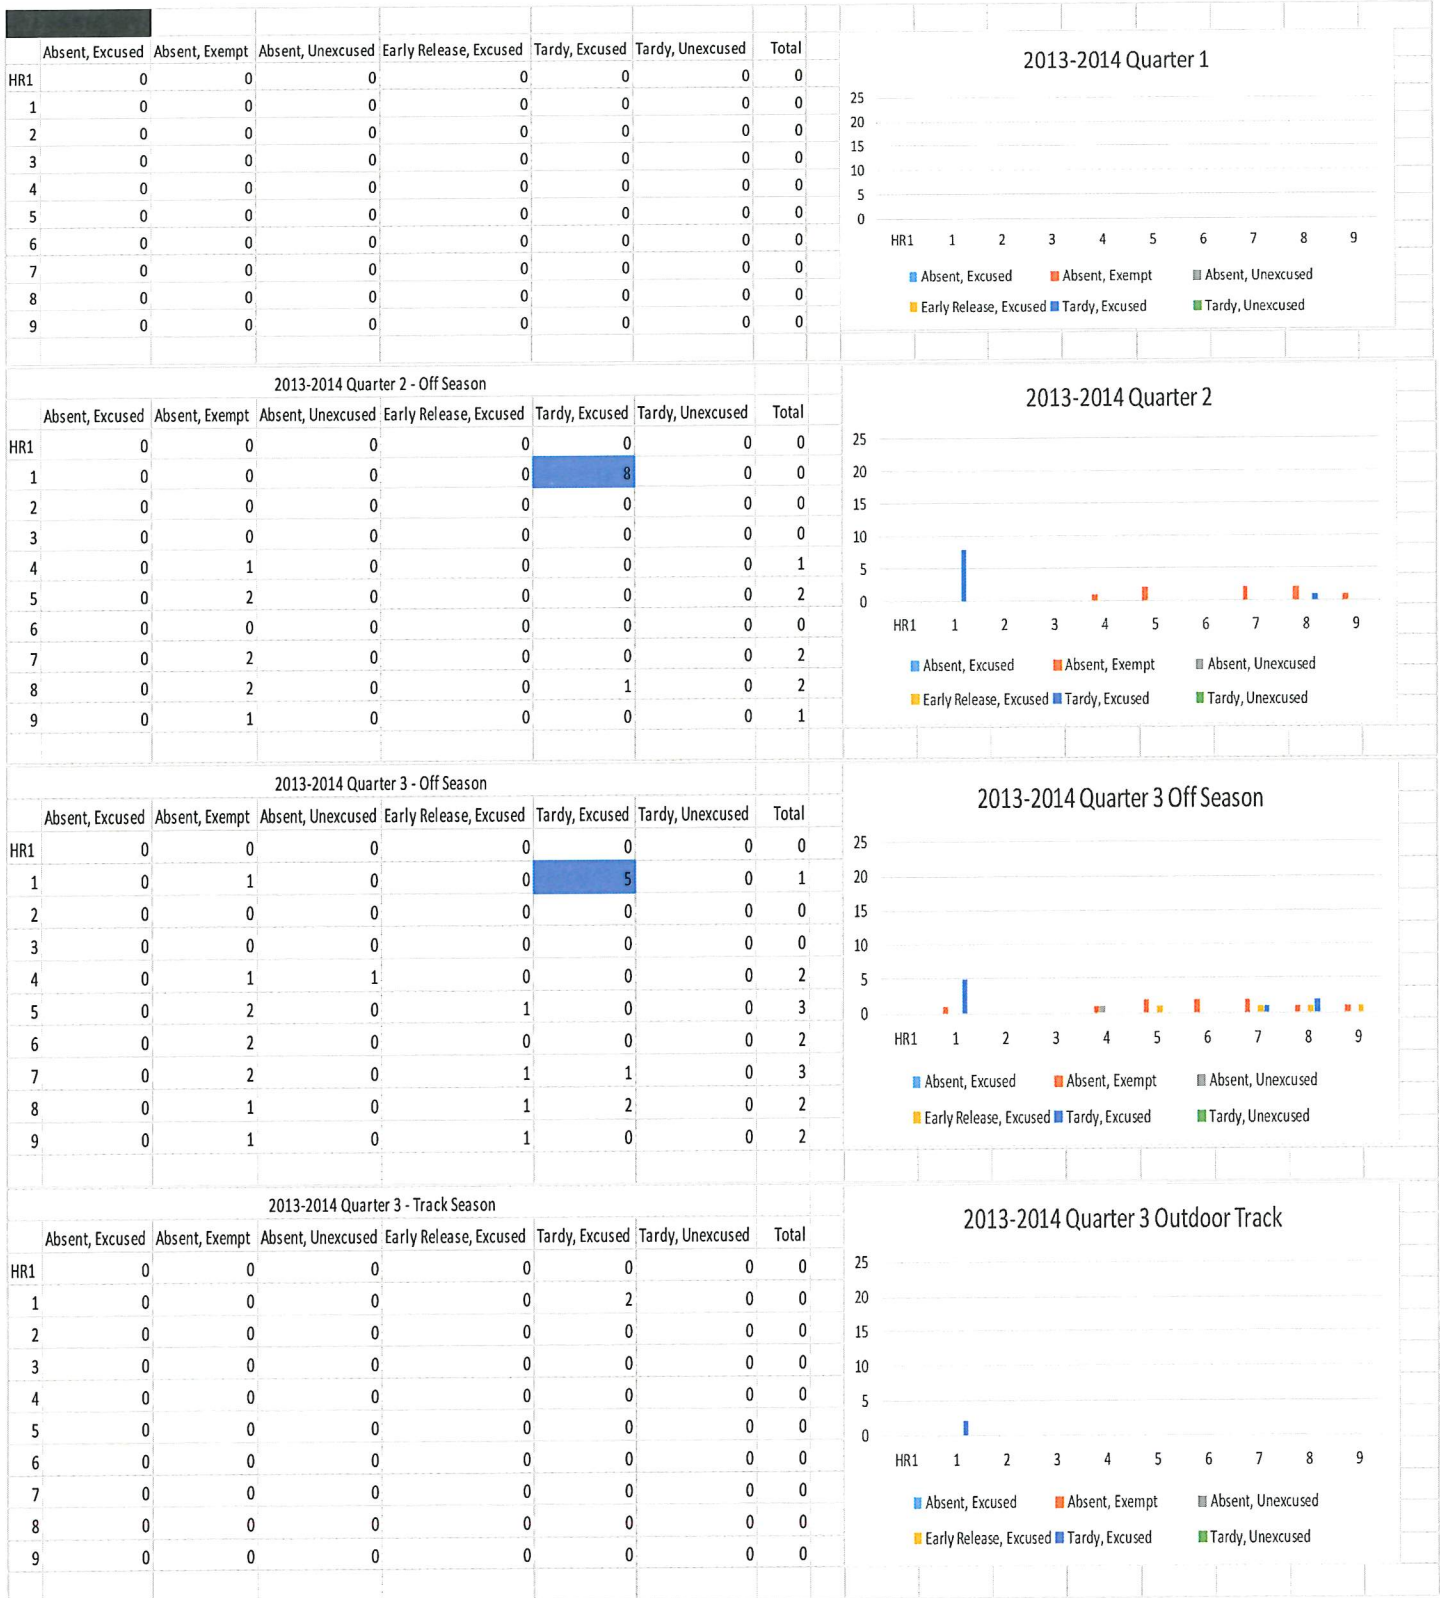 Absent, Excused Absent, Exempt Absent, Unexcused Early Release, Excused Tardy, Excused Tardy, Unexcused Total
HR1 0 0 0 0 0 0 0
1 0 0 0 0 0 0 0
2 0 0 0 0 0 0 0
3 0 0 0 0 0 0 0
4 0 0 0 0 0 0 0
5 0 0 0 0 0 0 0
6 0 0 0 0 0 0 0
7 0 0 0 0 0 0 0
8 0 0 0 0 0 0 0
9 0 0 0 0 0 0 0
2013-2014 Quarter 1
25
20
15
10
5
0
HR1 1 2 3 4 5 6 7 8 9
Absent, Excused Absent, Exempt Absent, Unexcused
Early Release, Excused Tardy, Excused Tardy, Unexcused
2013-2014 Quarter 2 - Off Season
Absent, Excused Absent, Exempt Absent, Unexcused Early Release, Excused Tardy, Excused Tardy, Unexcused Total
HR1 0 0 0 0 0 0 0
1 0 0 0 0 8 0 0
2 0 0 0 0 0 0 0
3 0 0 0 0 0 0 0
4 0 1 0 0 0 0 1
5 0 2 0 0 0 0 2
6 0 0 0 0 0 0 0
7 0 2 0 0 0 0 2
8 0 2 0 0 1 0 2
9 0 1 0 0 0 0 1
2013-2014 Quarter 2
25
20
15
10
5
0
HR1 1 2 3 4 5 6 7 8 9
Absent, Excused Absent, Exempt Absent, Unexcused
Early Release, Excused Tardy, Excused Tardy, Unexcused
2013-2014 Quarter 3 - Off Season
Absent, Excused Absent, Exempt Absent, Unexcused Early Release, Excused Tardy, Excused Tardy, Unexcused Total
HR1 0 0 0 0 0 0 0
1 0 1 0 0 5 0 1
2 0 0 0 0 0 0 0
3 0 0 0 0 0 0 0
4 0 1 1 0 0 0 2
5 0 2 0 1 0 0 3
6 0 2 0 0 0 0 2
7 0 2 0 1 1 0 3
8 0 1 0 1 2 0 2
9 0 1 0 1 0 0 2
2013-2014 Quarter 3 Off Season
25
20
15
10
5
0
HR1 1 2 3 4 5 6 7 8 9
Absent, Excused Absent, Exempt Absent, Unexcused
Early Release, Excused Tardy, Excused Tardy, Unexcused
2013-2014 Quarter 3 - Track Season
Absent, Excused Absent, Exempt Absent, Unexcused Early Release, Excused Tardy, Excused Tardy, Unexcused Total
HR1 0 0 0 0 0 0 0
1 0 0 0 0 2 0 0
2 0 0 0 0 0 0 0
3 0 0 0 0 0 0 0
4 0 0 0 0 0 0 0
5 0 0 0 0 0 0 0
6 0 0 0 0 0 0 0
7 0 0 0 0 0 0 0
8 0 0 0 0 0 0 0
9 0 0 0 0 0 0 0
2013-2014 Quarter 3 Outdoor Track
25
20
15
10
5
0
HR1 1 2 3 4 5 6 7 8 9
Absent, Excused Absent, Exempt Absent, Unexcused
Early Release, Excused Tardy, Excused Tardy, Unexcused